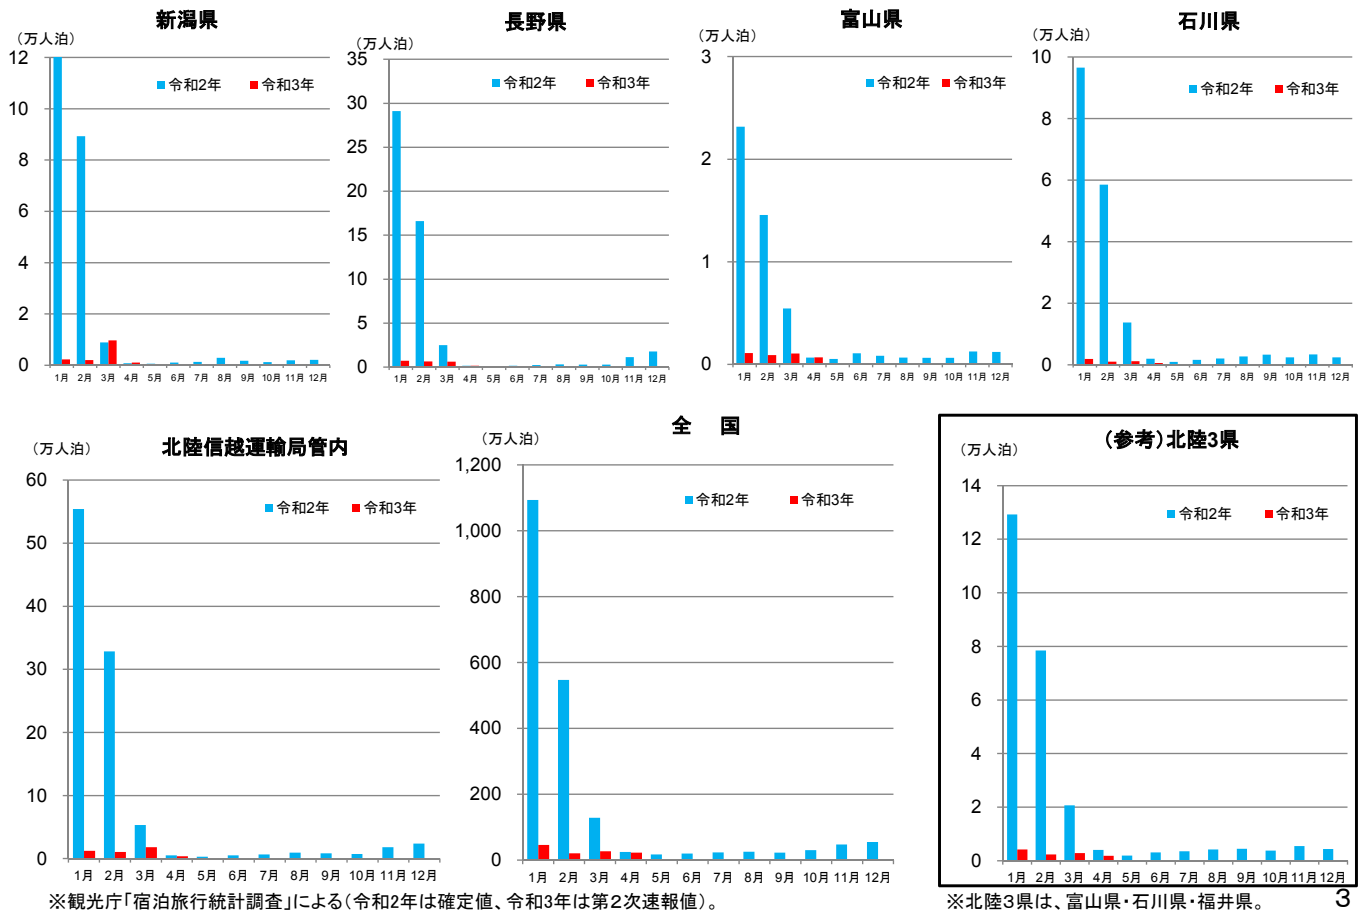 新潟県
(万人泊)
令和2年 令和3年
12
10
8
6
4
2
0
1月 2月 3月 4月 5月 6月 7月 8月 9月 10月 11月 12月
長野県
(万人泊)
令和2年 令和3年
35
30
25
20
15
10
5
0
1月 2月 3月 4月 5月 6月 7月 8月 9月 10月 11月 12月
富山県
(万人泊)
令和2年 令和3年
3
2
1
0
1月 2月 3月 4月 5月 6月 7月 8月 9月 10月 11月 12月
石川県
(万人泊)
令和2年 令和3年
10
8
6
4
2
0
1月 2月 3月 4月 5月 6月 7月 8月 9月 10月 11月 12月
北陸信越運輸局管内
(万人泊)
令和2年 令和3年
60
50
40
30
20
10
0
1月 2月 3月 4月 5月 6月 7月 8月 9月 10月 11月 12月
全 国
(万人泊)
令和2年 令和3年
1,200
1,000
800
600
400
200
0
1月 2月 3月 4月 5月 6月 7月 8月 9月 10月 11月 12月
(参考)北陸3県
(万人泊)
令和2年 令和3年
14
12
10
8
6
4
2
0
1月 2月 3月 4月 5月 6月 7月 8月 9月 10月 11月 12月
※観光庁「宿泊旅行統計調査」による(令和2年は確定値、令和3年は第2次速報値)。
※北陸3県は、富山県・石川県・福井県。
3